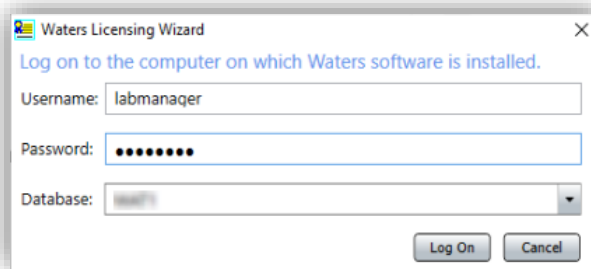 Waters Licensing Wizard
Log on to the computer on which Waters software is installed.
Username: labmanager
Password: ●●●●●●●●
Database:
Log On Cancel